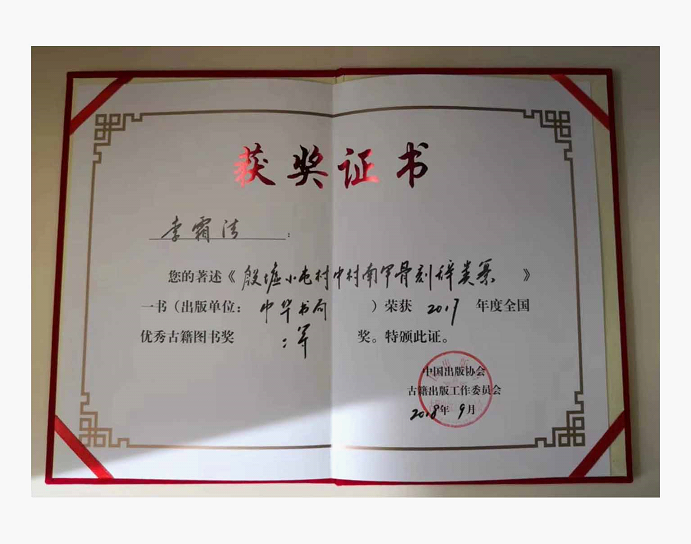 获奖证书
李霜洁：
您的著述《殷墟小屯村中村南甲骨刻辞类纂》
一书（出版单位：中华书局）荣获 2017 年度全国
优秀古籍图书奖 二等 奖。特颁此证。
中国出版协会
古籍出版工作委员会
2018年 9月